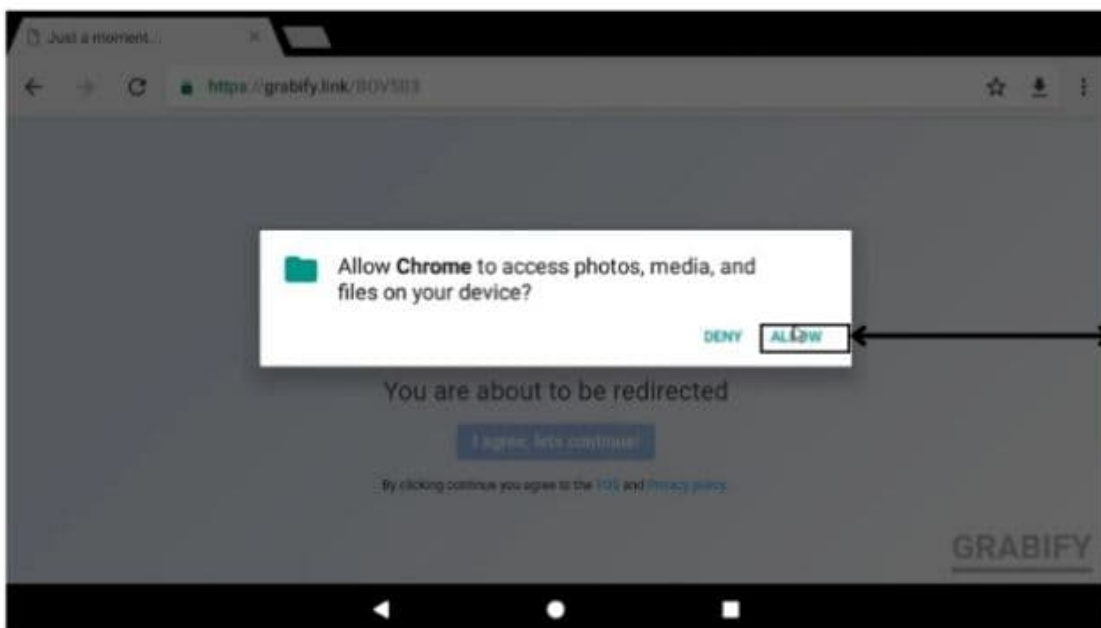 Just a moment...
https://grabify.link/8OV503
Allow Chrome to access photos, media, and
files on your device?
DENY ALLOW
You are about to be redirected
I agree, lets continue!
By clicking continue you agree to the TOS and Privacy policy
GRABIFY